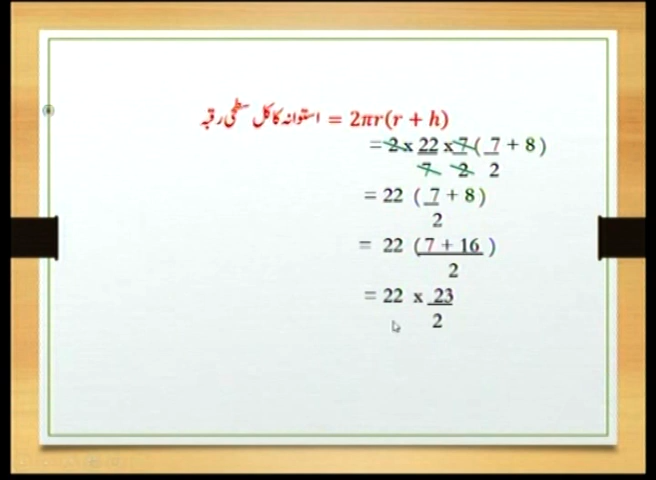 استوانہ کا کل سطحی رقبہ = 2πr(r + h)
= 2 x 22 x 7 ( 7 + 8 )
7 2 2
= 22 ( 7 + 8 )
2
= 22 ( 7 + 16 )
2
= 22 x 23
2